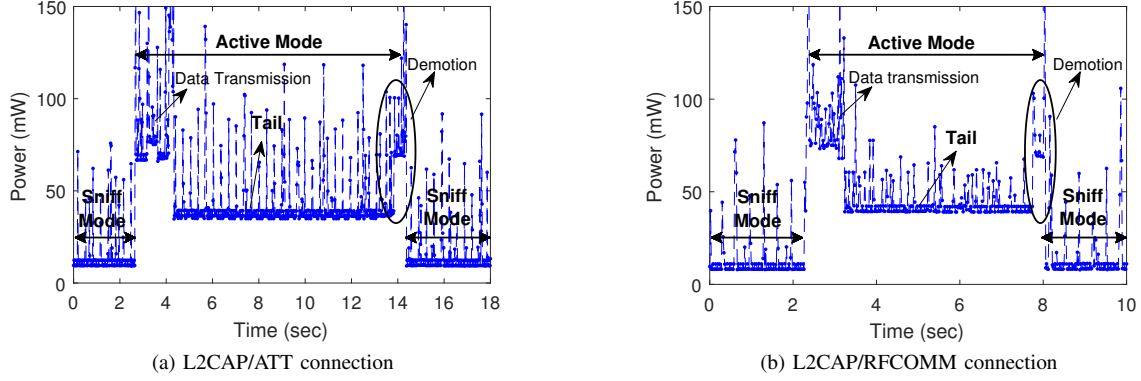 150
100
50
0
Power (mW)
Active Mode
Data Transmission
Demotion
Tail
Sniff
Mode
Sniff
Mode
0 2 4 6 8 10 12 14 16 18
Time (sec)
(a) L2CAP/ATT connection
150
100
50
0
Power (mW)
Active Mode
Data transmission
Demotion
Tail
Sniff
Mode
Sniff
Mode
0 2 4 6 8 10
Time (sec)
(b) L2CAP/RFCOMM connection